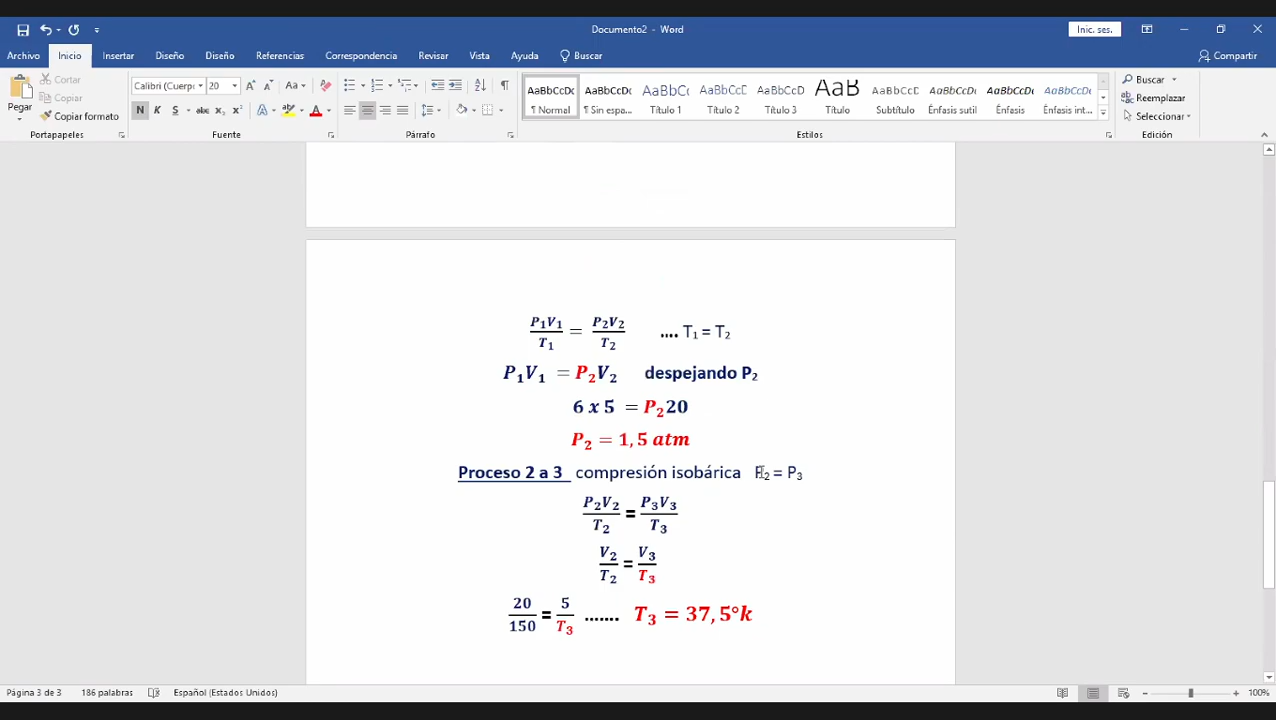 Documento2 - Word
Inic. ses.
Archivo Inicio Insertar Diseño Diseño Referencias Correspondencia Revisar Vista Ayuda Buscar Compartir
Pegar
Cortar
Copiar
Copiar formato
Portapapeles
Calibri (Cuerp 20
Aa
N K S abc x₂ x²
A A
Fuente
Párrafo
AaBbCcDc AaBbCcDc AaBbCc AaBbCcC AaBbCcD AaB AaBbCcD AaBbCcDc AaBbCcDc AaBbCcDc
¶ Normal ¶ Sin espa... Título 1 Título 2 Título 3 Título Subtítulo Énfasis sutil Énfasis Énfasis int...
Estilos
Buscar
Reemplazar
Seleccionar
Edición
P₁V₁/T₁ = P₂V₂/T₂ .... T₁ = T₂
P₁V₁ = P₂V₂ despejando P₂
6 x 5 = P₂20
P₂ = 1,5 atm
Proceso 2 a 3 compresión isobárica P₂ = P₃
P₂V₂/T₂ = P₃V₃/T₃
V₂/T₂ = V₃/T₃
20/150 = 5/T₃ ....... T₃ = 37,5°k
Página 3 de 3 186 palabras Español (Estados Unidos) 100%